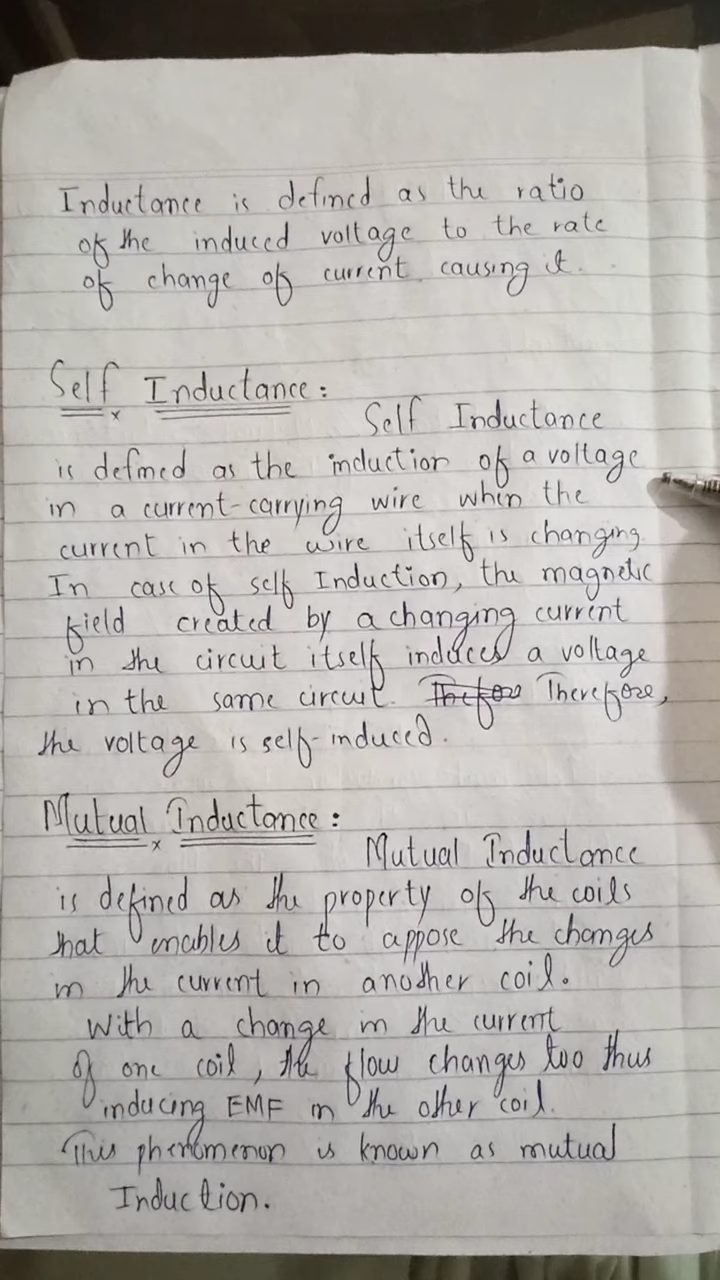 Inductance is defined as the ratio
of the induced voltage to the rate
of change of current causing it.
Self Inductance:
Self Inductance
is defined as the induction of a voltage
in a current-carrying wire when the
current in the wire itself is changing.
In case of self Induction, the magnetic
field created by a changing current
in the circuit itself induces a voltage
in the same circuit. Therefore,
the voltage is self-induced.
Mutual Inductance:
Mutual Inductance
is defined as the property of the coils
that enables it to appose the changes
in the current in another coil.
With a change in the current
of one coil, the flow changes too thus
inducing EMF in the other coil.
This phenomenon is known as mutual
Induction.